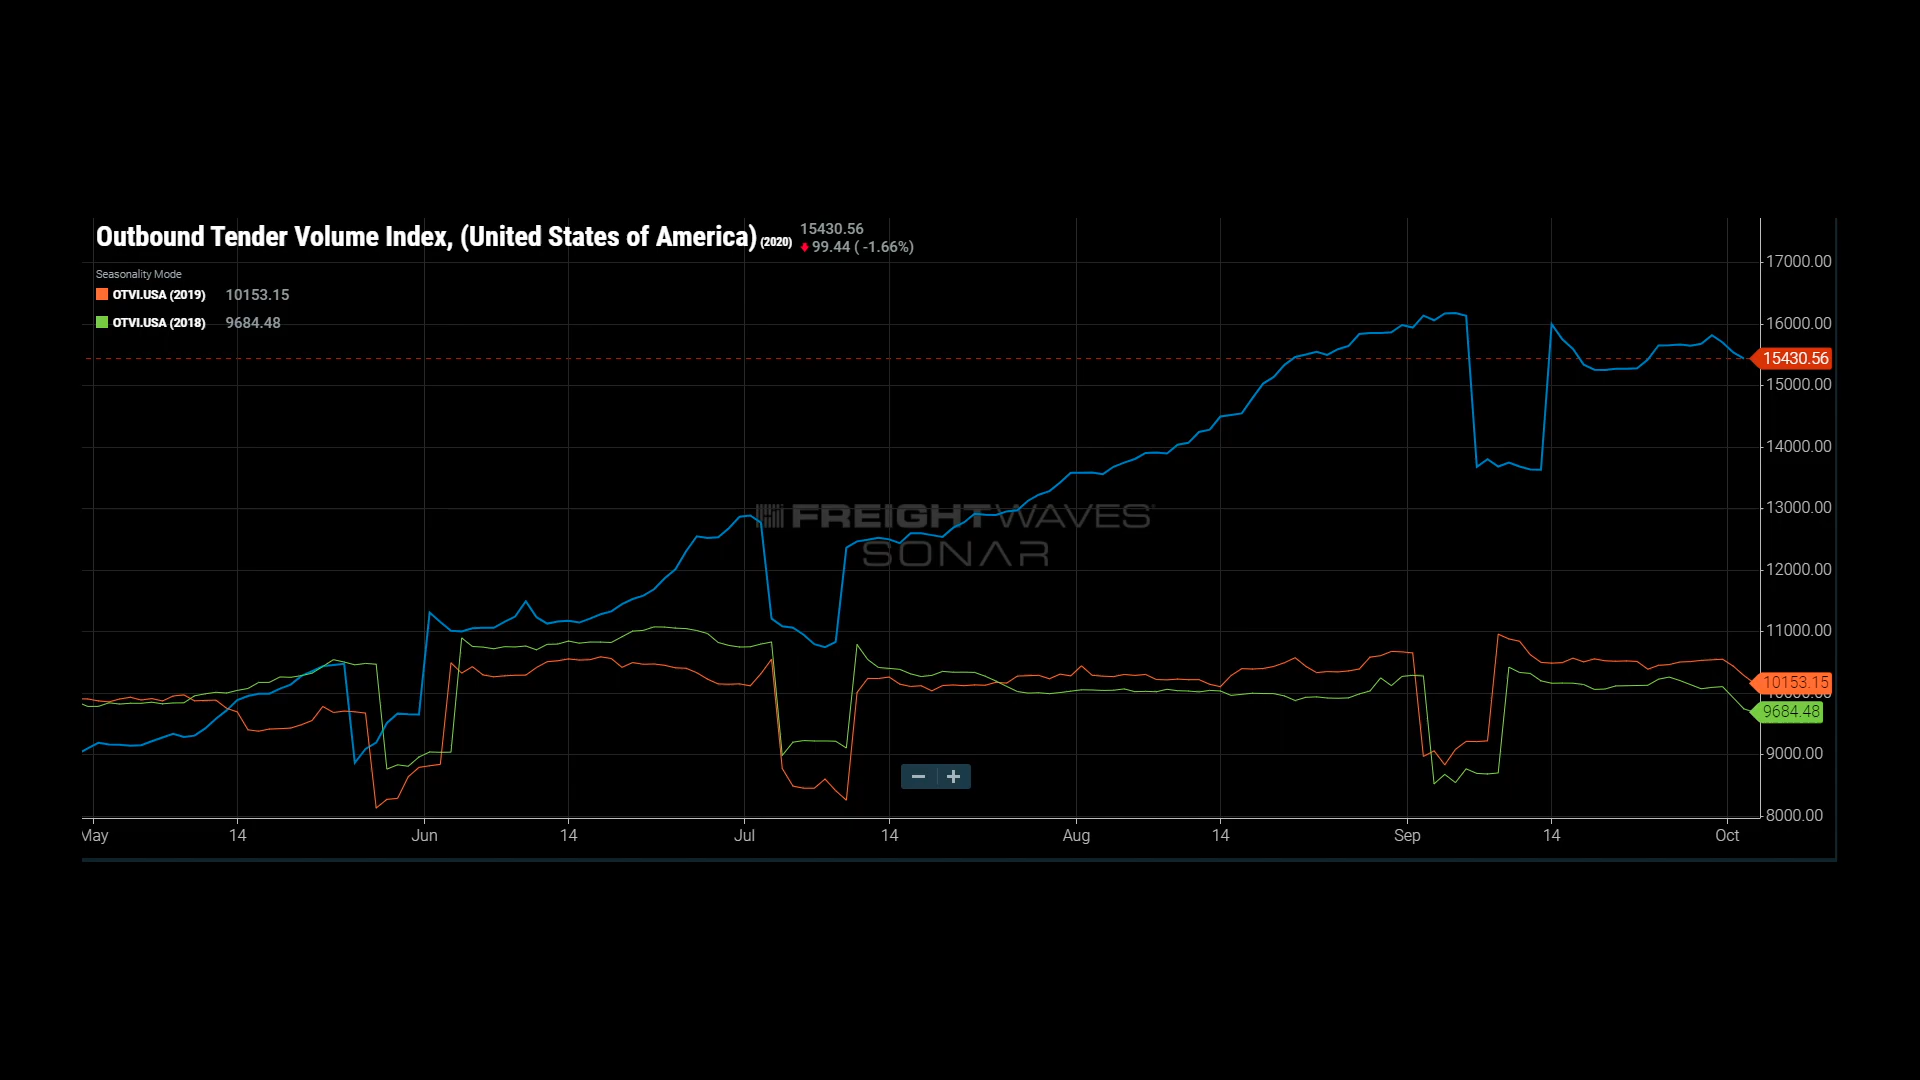 Outbound Tender Volume Index, (United States of America) (2020) 15430.56
99.44 ( -1.66%)
Seasonality Mode
OTVI.USA (2019) 10153.15
OTVI.USA (2018) 9684.48
17000.00
16000.00
15430.56
15000.00
14000.00
13000.00
12000.00
11000.00
10153.15
10000.00
9684.48
9000.00
8000.00
FREIGHTWAVES
SONAR
− +
May 14 Jun 14 Jul 14 Aug 14 Sep 14 Oct